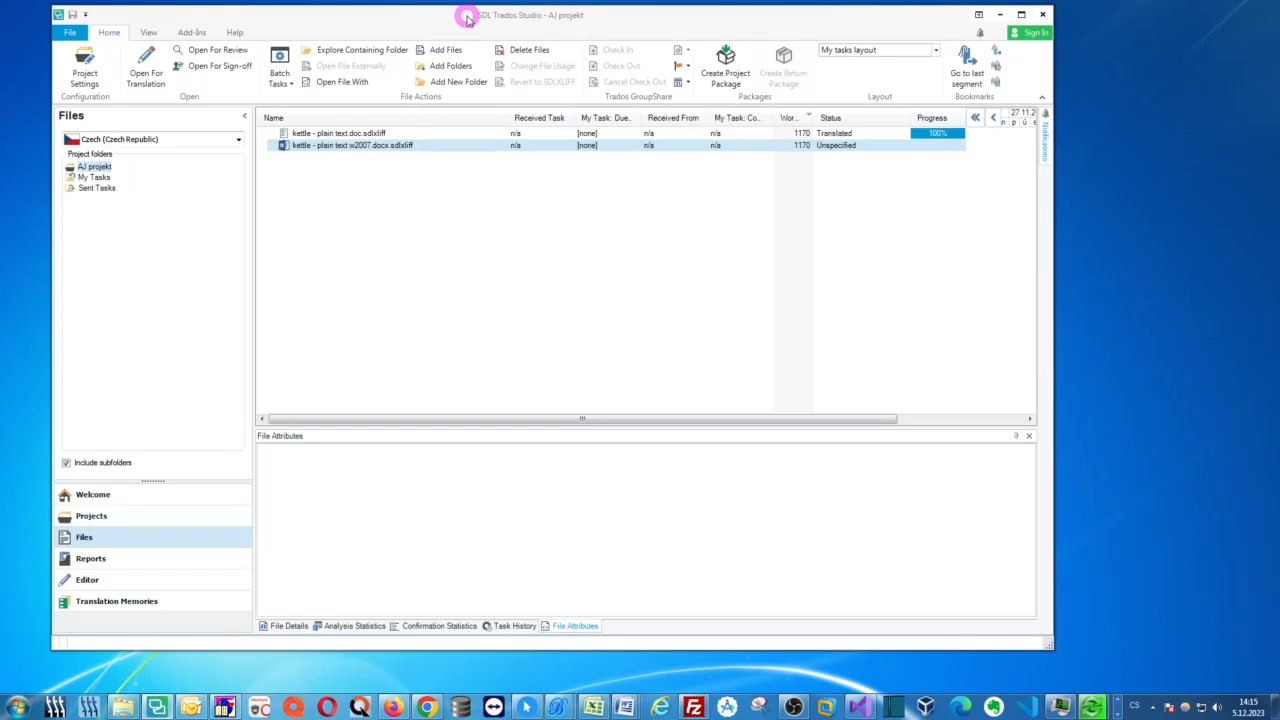 SDL Trados Studio - AJ projekt
File Home View Add-Ins Help Sign In
Project Settings
Configuration
Open For Translation
Open For Review
Open For Sign-off
Open
Batch Tasks
Explore Containing Folder
Open File Externally
Open File With
Add Files
Add Folders
Add New Folder
Delete Files
Change File Usage
Revert to SDLXLIFF
File Actions
Check In
Check Out
Cancel Check Out
Trados GroupShare
Create Project Package
Create Return Package
Packages
My tasks layout
Layout
Go to last segment
Bookmarks
Files
Czech (Czech Republic)
Project folders
AJ projekt
My Tasks
Sent Tasks
Include subfolders
Welcome
Projects
Files
Reports
Editor
Translation Memories
Name Received Task My Task: Due... Received From My Task: Co... Wor... Status Progress
kettle - plain text.doc.sdlxliff n/a [none] n/a n/a 1170 Translated 100%
kettle - plain text w2007.docx.sdlxliff n/a [none] n/a n/a 1170 Unspecified
27.11.2
n p ú s
Notifications
File Attributes
File Details Analysis Statistics Confirmation Statistics Task History File Attributes
CS
14:15
5.12.2023